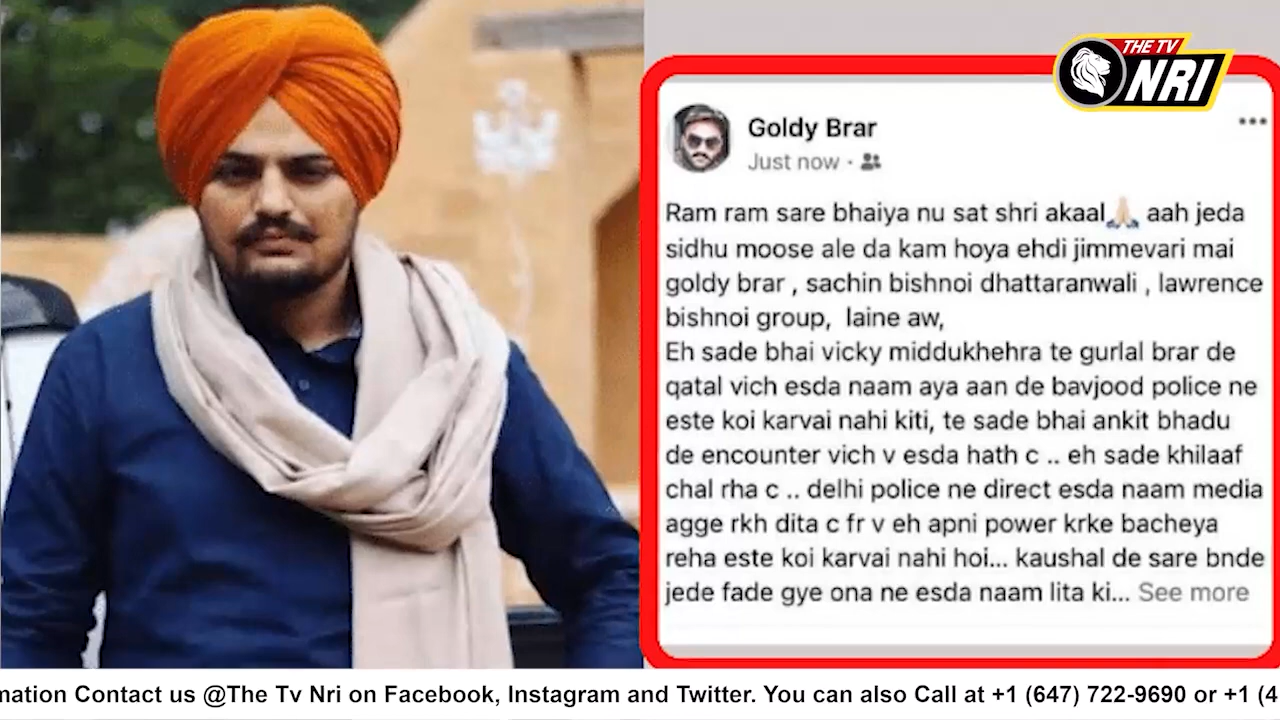 THE TV
NRI
Goldy Brar
Just now ·
Ram ram sare bhaiya nu sat shri akaal🙏🏻 aah jeda
sidhu moose ale da kam hoya ehdi jimmevari mai
goldy brar , sachin bishnoi dhattaranwali , lawrence
bishnoi group, laine aw,
Eh sade bhai vicky middukhehra te gurlal brar de
qatal vich esda naam aya aan de bavjood police ne
este koi karvai nahi kiti, te sade bhai ankit bhadu
de encounter vich v esda hath c .. eh sade khilaaf
chal rha c .. delhi police ne direct esda naam media
agge rkh dita c fr v eh apni power krke bacheya
reha este koi karvai nahi hoi... kaushal de sare bnde
jede fade gye ona ne esda naam lita ki... See more
mation Contact us @The Tv Nri on Facebook, Instagram and Twitter. You can also Call at +1 (647) 722-9690 or +1 (4